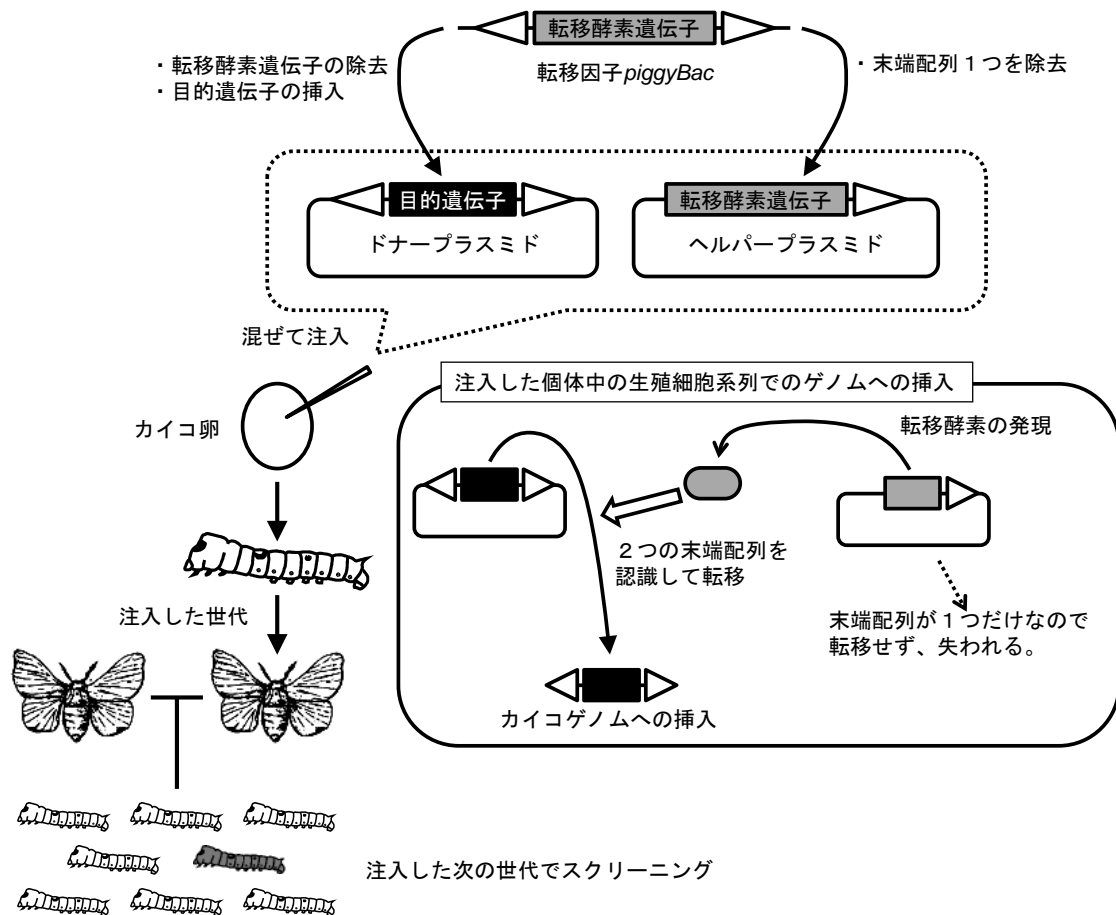 転移酵素遺伝子
転移因子piggyBac
・転移酵素遺伝子の除去
・目的遺伝子の挿入
・末端配列１つを除去
目的遺伝子
ドナープラスミド
転移酵素遺伝子
ヘルパープラスミド
混ぜて注入
カイコ卵
注入した世代
注入した個体中の生殖細胞系列でのゲノムへの挿入
転移酵素の発現
２つの末端配列を
認識して転移
末端配列が１つだけなので
転移せず、失われる。
カイコゲノムへの挿入
注入した次の世代でスクリーニング